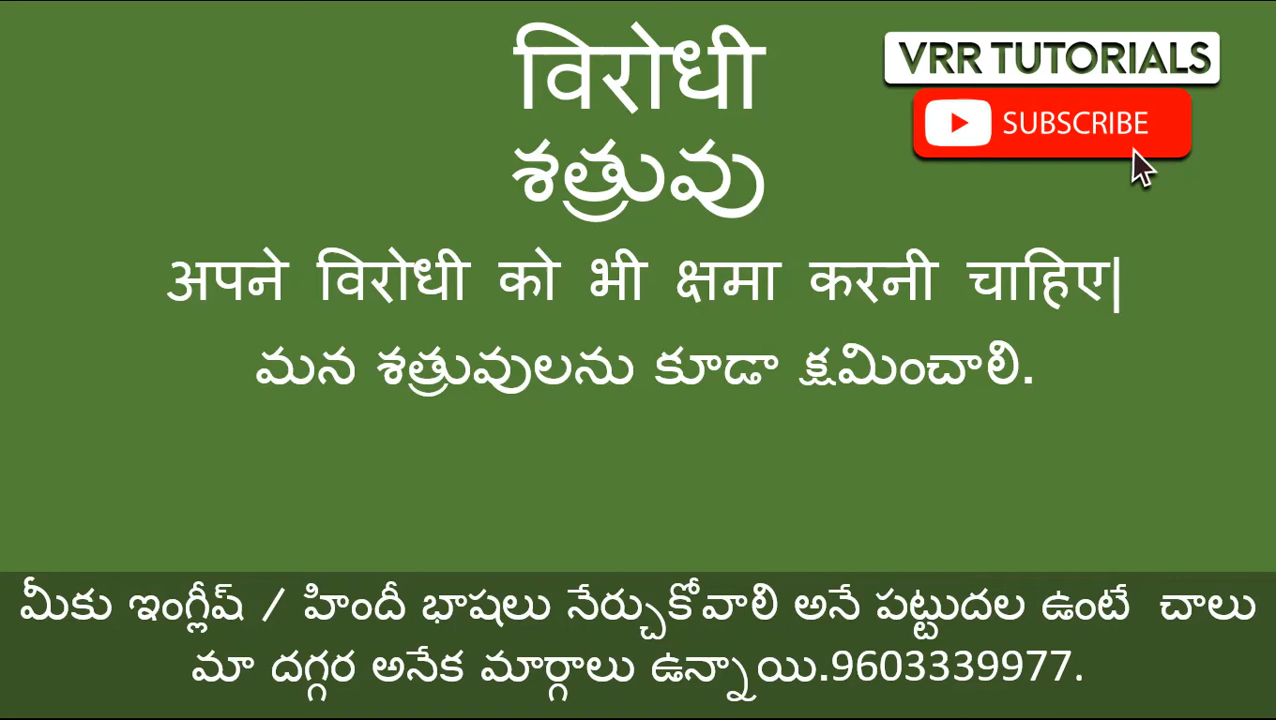 विरोधी
VRR TUTORIALS
SUBSCRIBE
శత్రువు
अपने विरोधी को भी क्षमा करनी चाहिए|
మన శత్రువులను కూడా క్షమించాలి.
మీకు ఇంగ్లీష్ / హిందీ భాషలు నేర్చుకోవాలి అనే పట్టుదల ఉంటే చాలు
మా దగ్గర అనేక మార్గాలు ఉన్నాయి.9603339977.